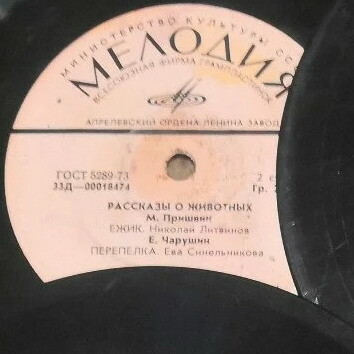 МИНИСТЕРСТВО КУЛЬТУРЫ СС
МЕЛОДИЯ
ВСЕСОЮЗНАЯ ФИРМА ГРАМПЛАСТИНОК
АПРЕЛЕВСКИЙ ОРДЕНА ЛЕНИНА ЗАВОД
ГОСТ 5289-73
2
33Д—00018474
Гр.
РАССКАЗЫ О ЖИВОТНЫХ
М. Пришвин
ЕЖИК. Николай Литвинов
Е. Чарушин
ПЕРЕПЕЛКА. Ева Синельникова